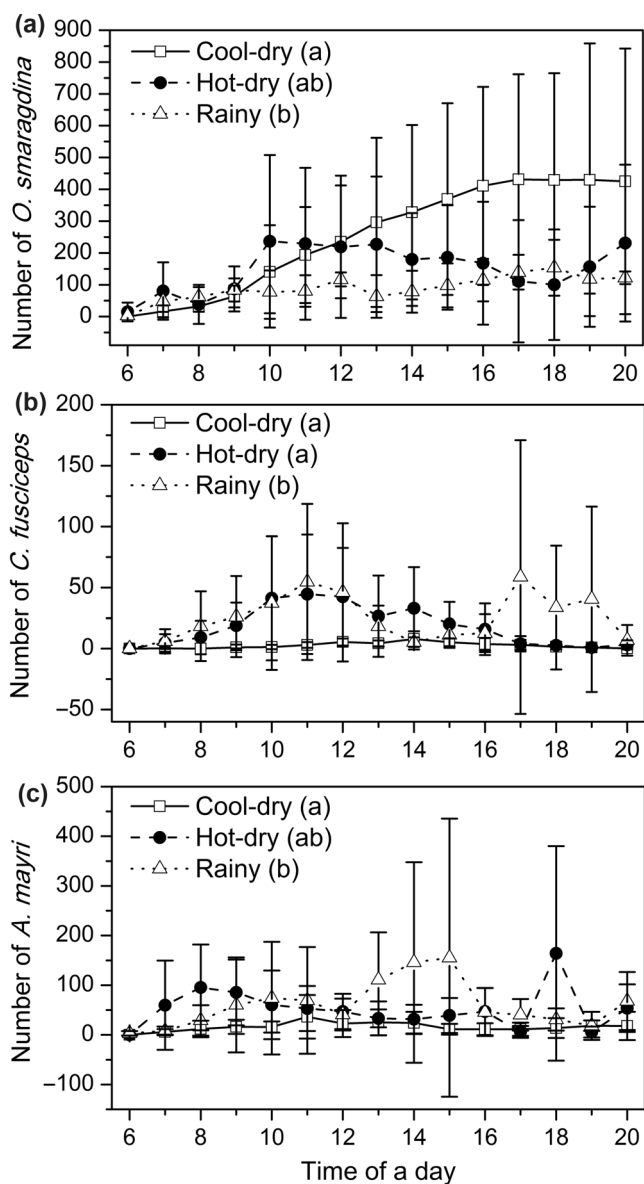 (a)
900
800
700
600
500
400
300
200
100
0
Number of O. smaragdina
Cool-dry (a)
Hot-dry (ab)
Rainy (b)
6 8 10 12 14 16 18 20
(b)
200
150
100
50
0
−50
Number of C. fusciceps
Cool-dry (a)
Hot-dry (a)
Rainy (b)
6 8 10 12 14 16 18 20
(c)
500
400
300
200
100
0
−100
Number of A. mayri
Cool-dry (a)
Hot-dry (ab)
Rainy (b)
6 8 10 12 14 16 18 20
Time of a day